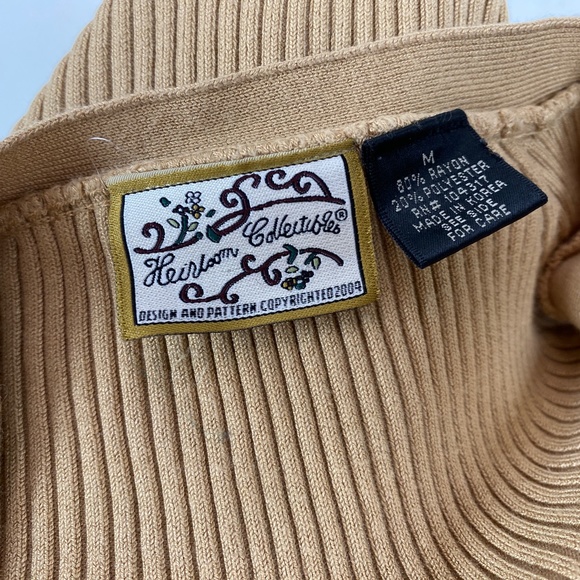 Heirloom Collectibles®
DESIGN AND PATTERN COPYRIGHTED 2004
M
80% RAYON
20% POLYESTER
RN#
MADE IN KOREA
SEE SIDE
FOR CARE